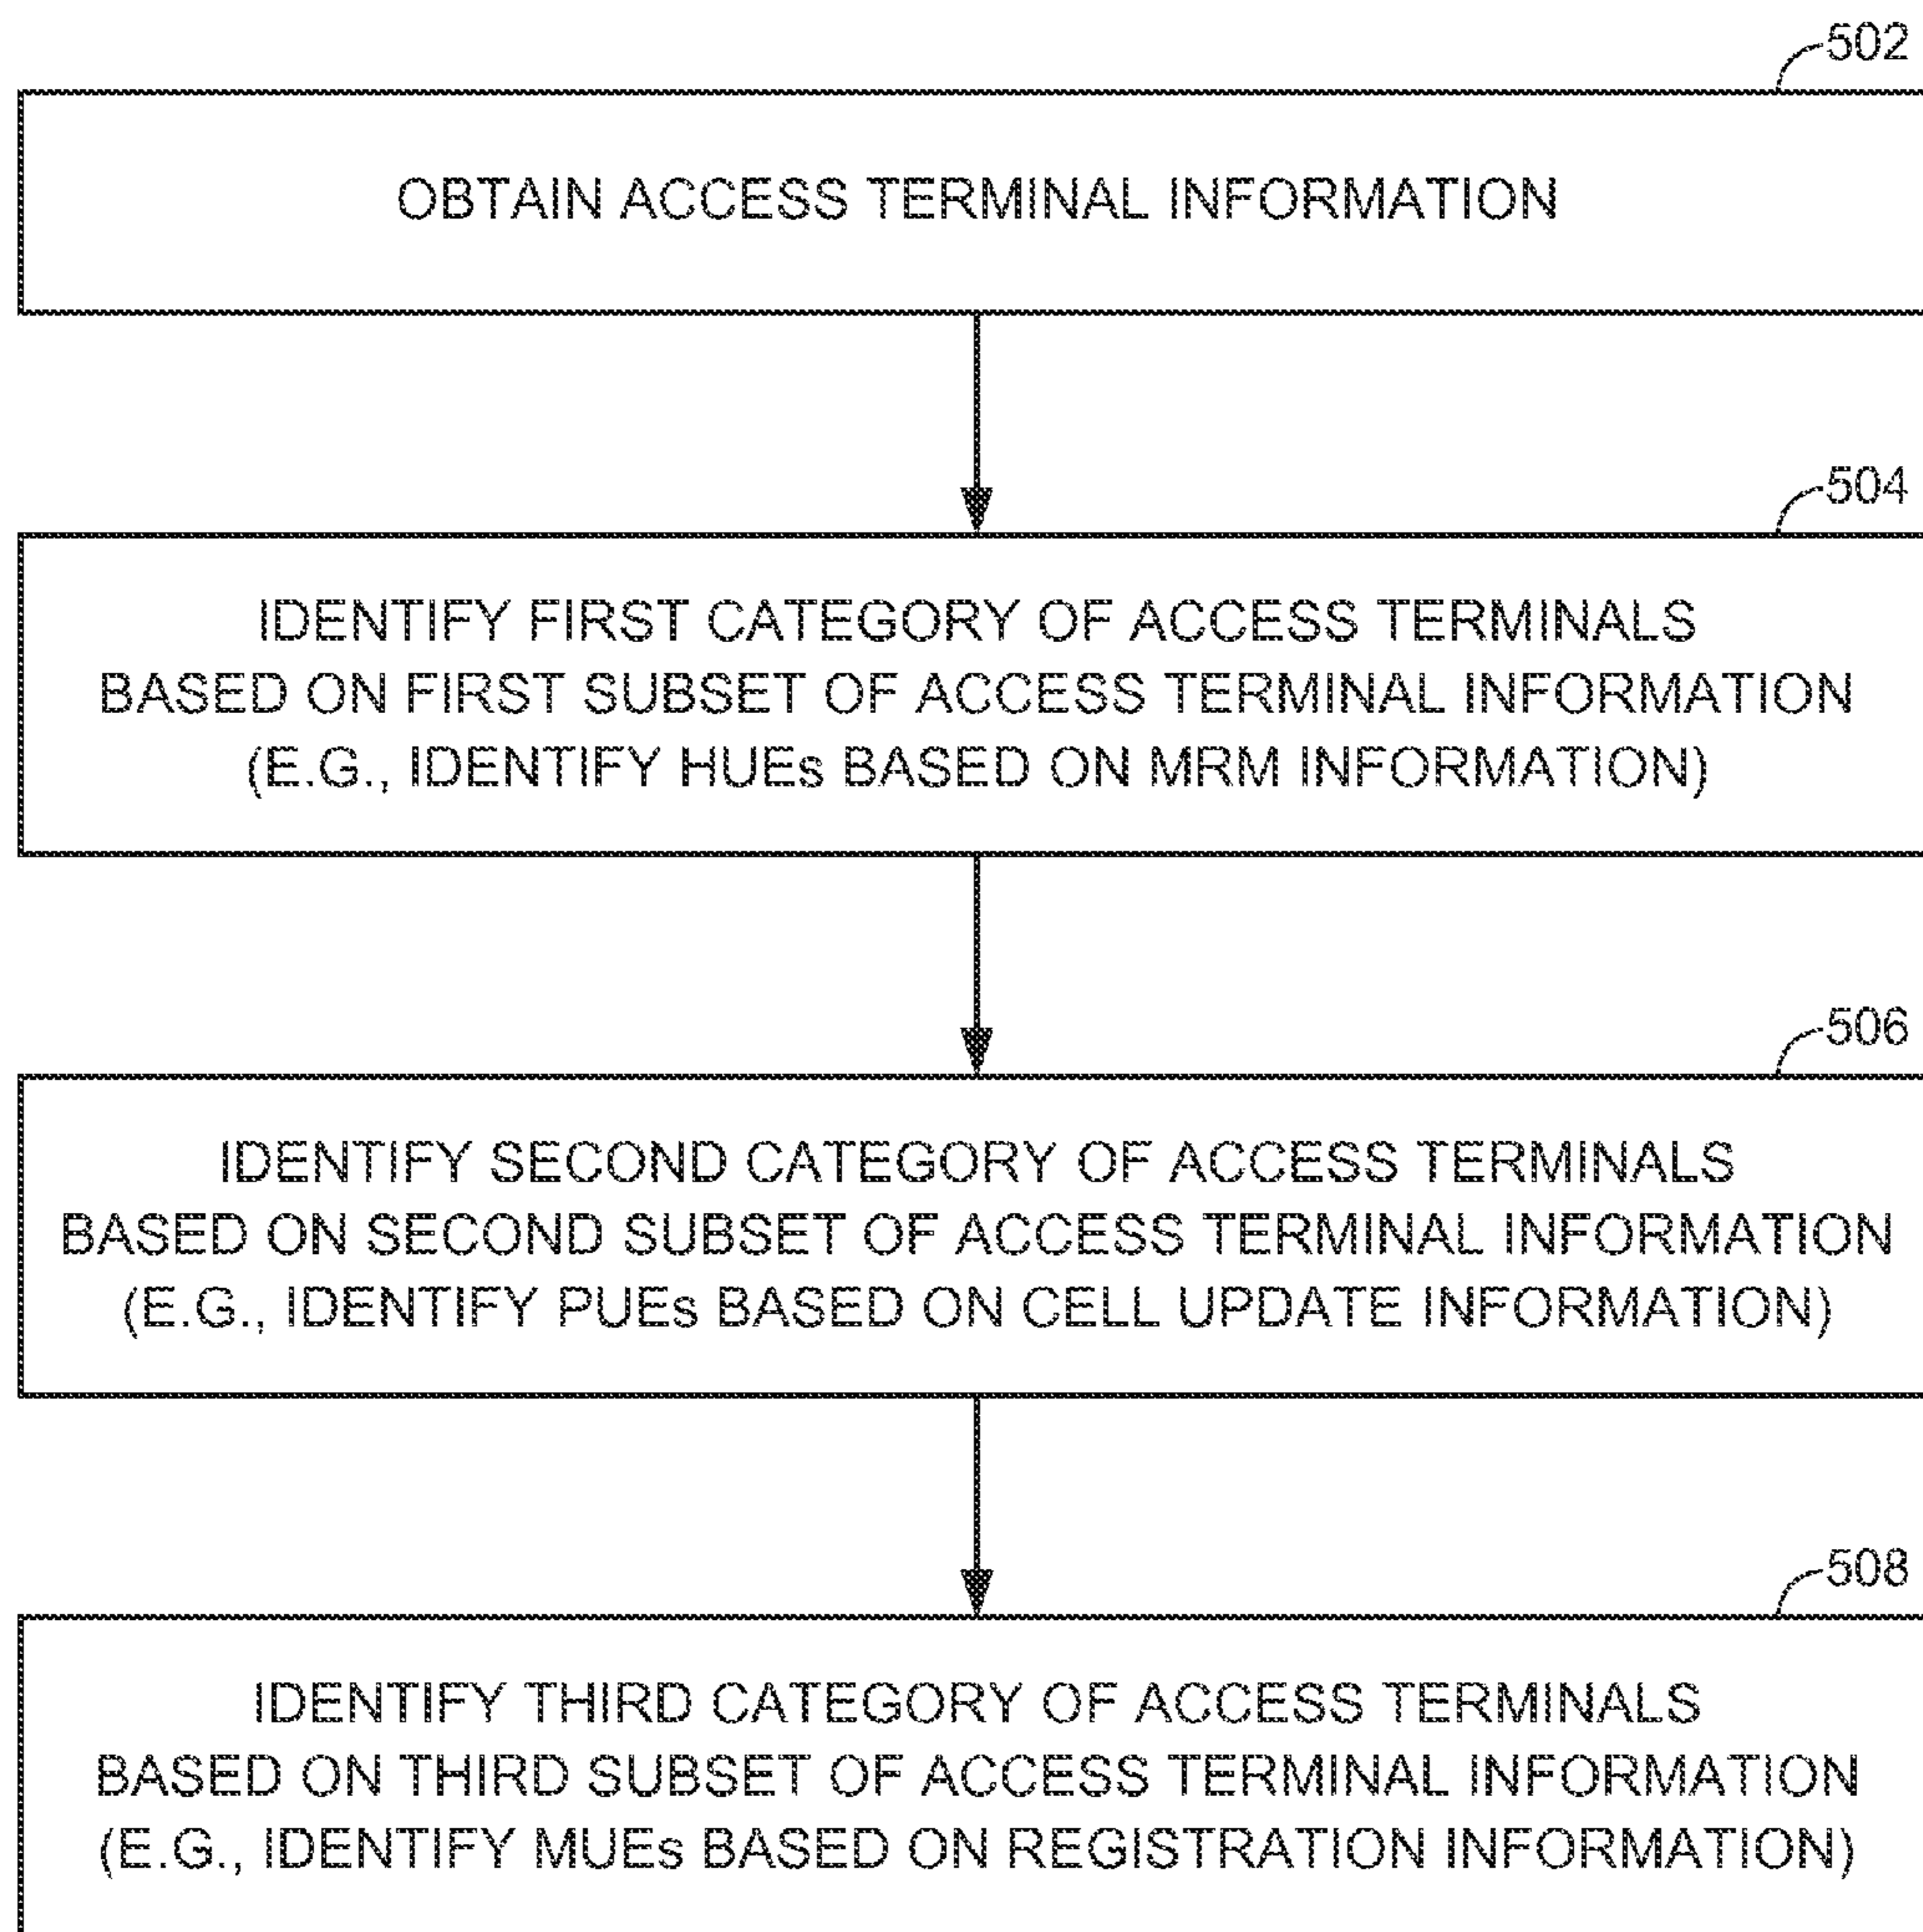 502
OBTAIN ACCESS TERMINAL INFORMATION
504
IDENTIFY FIRST CATEGORY OF ACCESS TERMINALS
BASED ON FIRST SUBSET OF ACCESS TERMINAL INFORMATION
(E.G., IDENTIFY HUEs BASED ON MRM INFORMATION)
506
IDENTIFY SECOND CATEGORY OF ACCESS TERMINALS
BASED ON SECOND SUBSET OF ACCESS TERMINAL INFORMATION
(E.G., IDENTIFY PUEs BASED ON CELL UPDATE INFORMATION)
508
IDENTIFY THIRD CATEGORY OF ACCESS TERMINALS
BASED ON THIRD SUBSET OF ACCESS TERMINAL INFORMATION
(E.G., IDENTIFY MUEs BASED ON REGISTRATION INFORMATION)